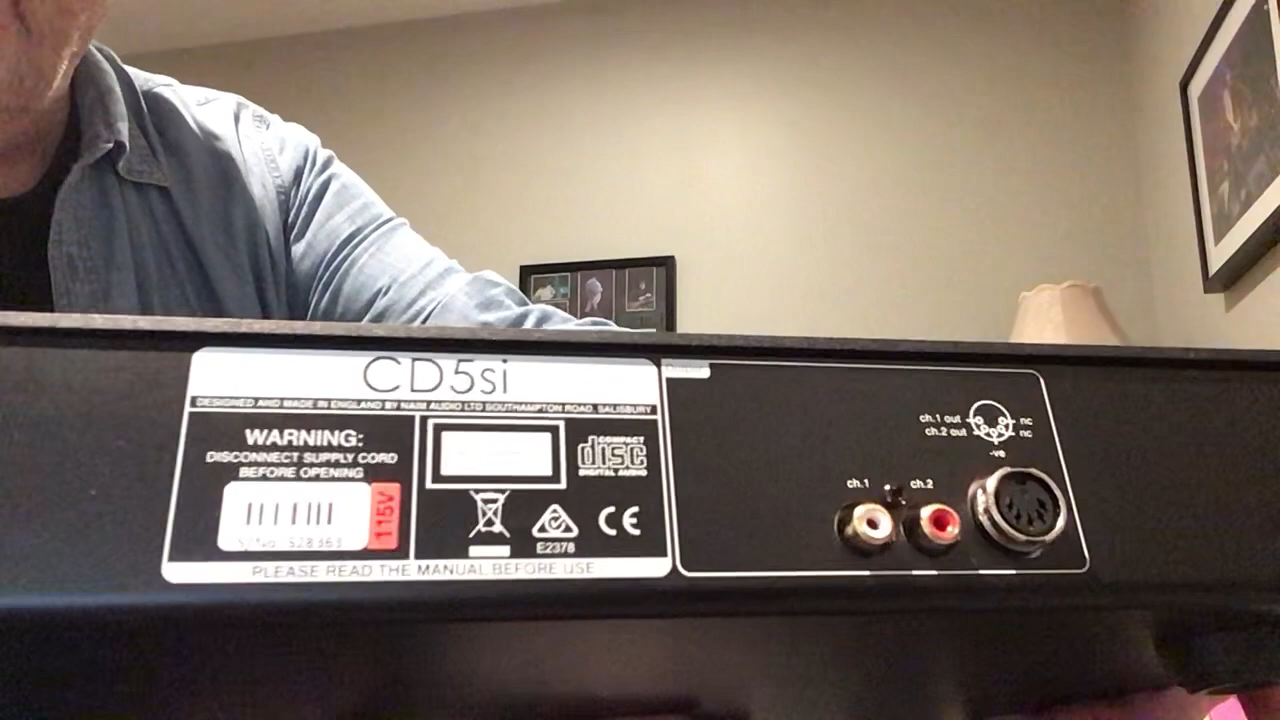 CD5si
DESIGNED AND MADE IN ENGLAND BY NAIM AUDIO LTD SOUTHAMPTON ROAD, SALISBURY
WARNING:
DISCONNECT SUPPLY CORD
BEFORE OPENING
115V
S/No. 528363
COMPACT
disc
DIGITAL AUDIO
E2378
CE
PLEASE READ THE MANUAL BEFORE USE
ch.1 out
nc
ch.2 out
nc
-ve
ch.1
ch.2